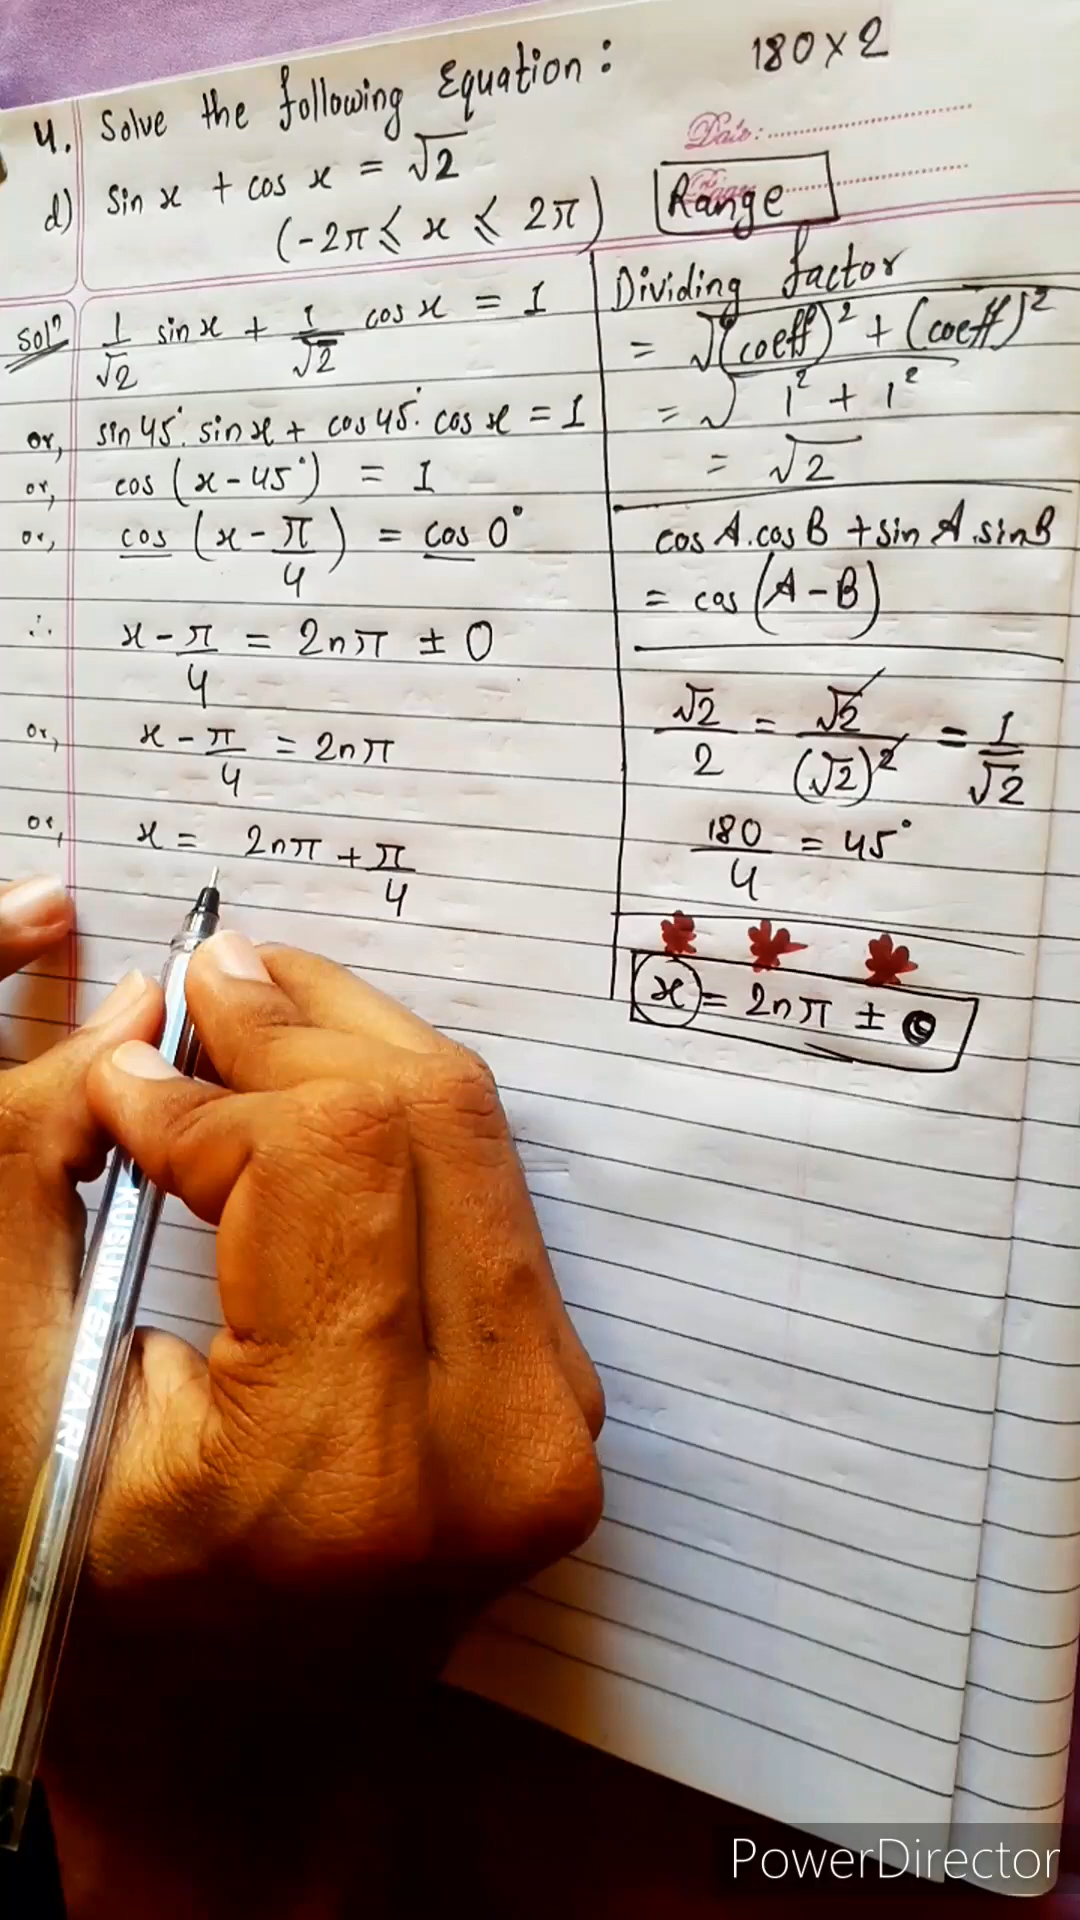 180 × 2
4. Solve the following Equation:
d) sin x + cos x = √2
(-2π ≤ x ≤ 2π)
Date:
Range
Solⁿ 1/√2 sin x + 1/√2 cos x = 1
or, sin 45°. sin x + cos 45°. cos x = 1
or, cos (x - 45°) = 1
or, cos (x - π/4) = cos 0°
∴ x - π/4 = 2nπ ± 0
or, x - π/4 = 2nπ
or, x = 2nπ + π/4
Dividing factor
= √(coeff)² + (coeff)²
= √1² + 1²
= √2
cos A. cos B + sin A. sin B
= cos (A - B)
√2/2 = √2/(√2)² = 1/√2
180/4 = 45°
x = 2nπ ±
KUSUM SAFARI
PowerDirector